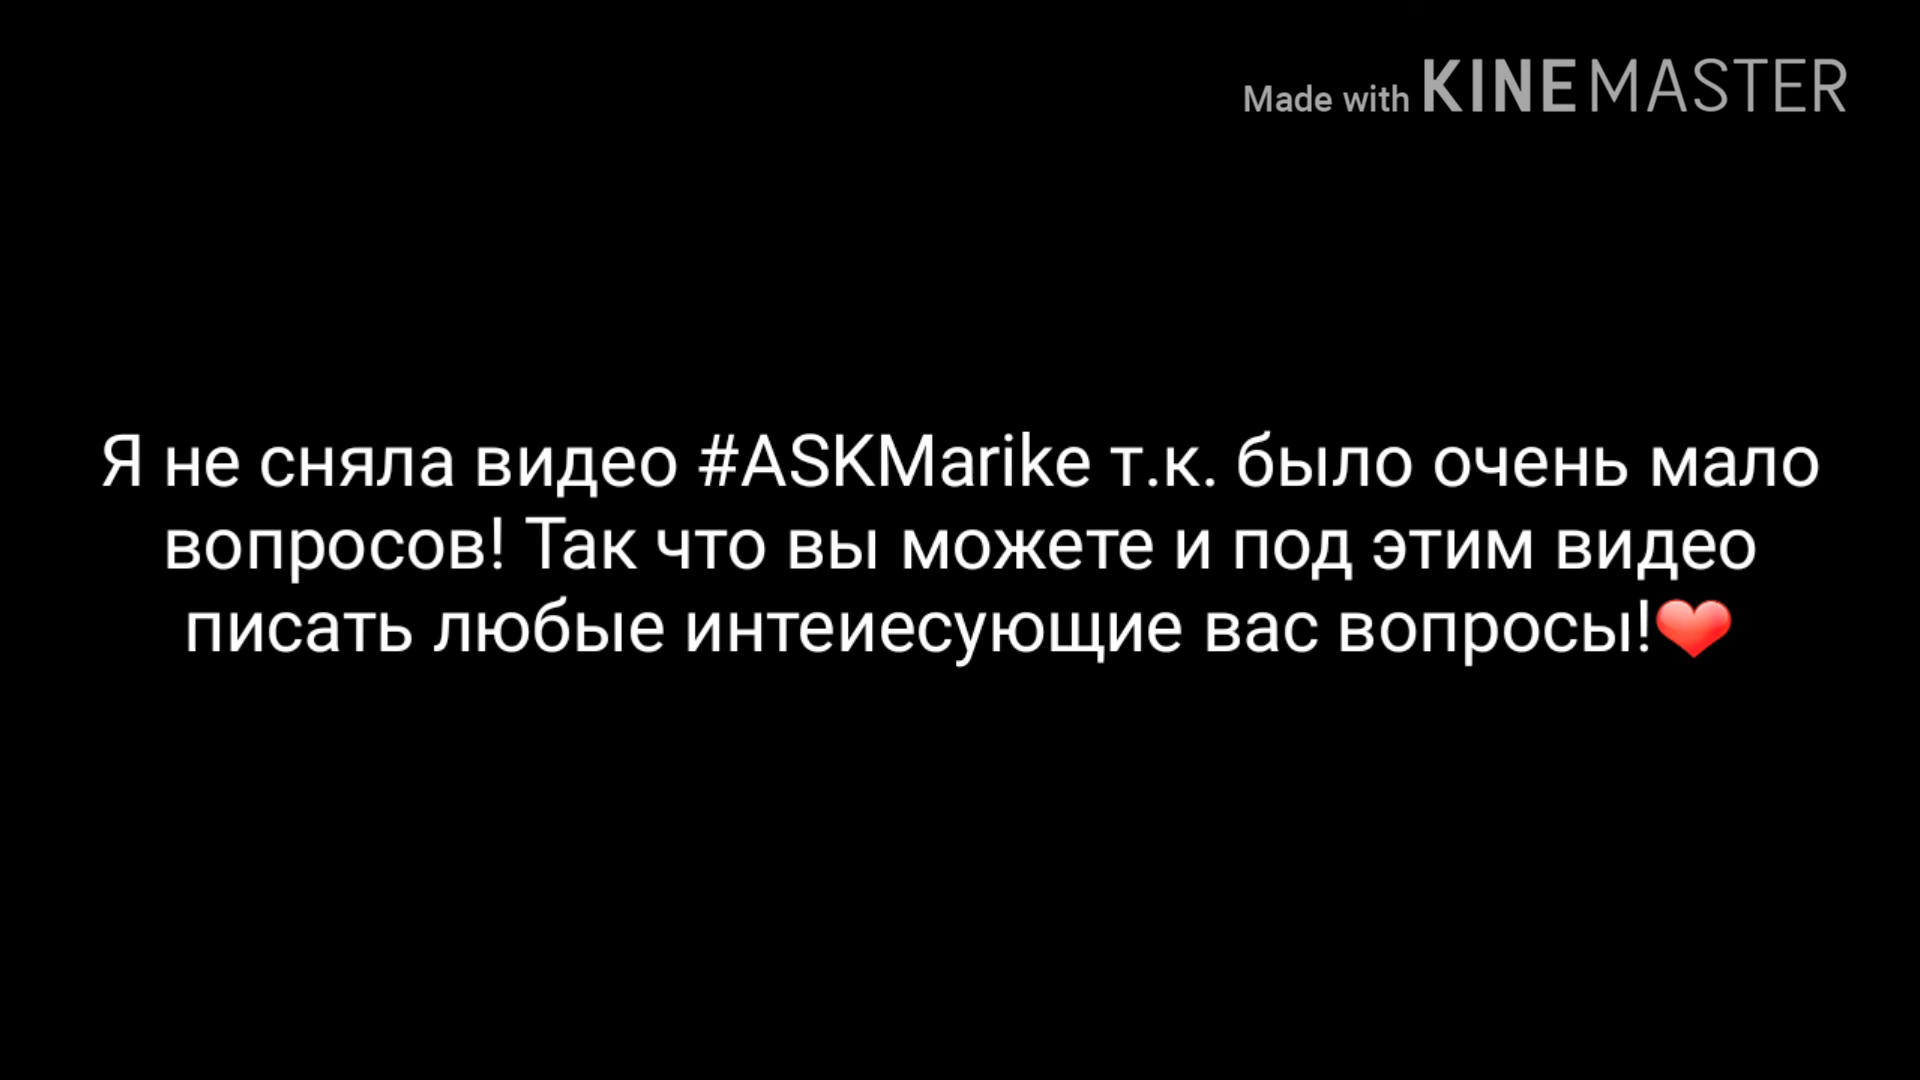 Made with KINEMASTER
Я не сняла видео #ASKMarike т.к. было очень мало
вопросов! Так что вы можете и под этим видео
писать любые интеиесующие вас вопросы!❤